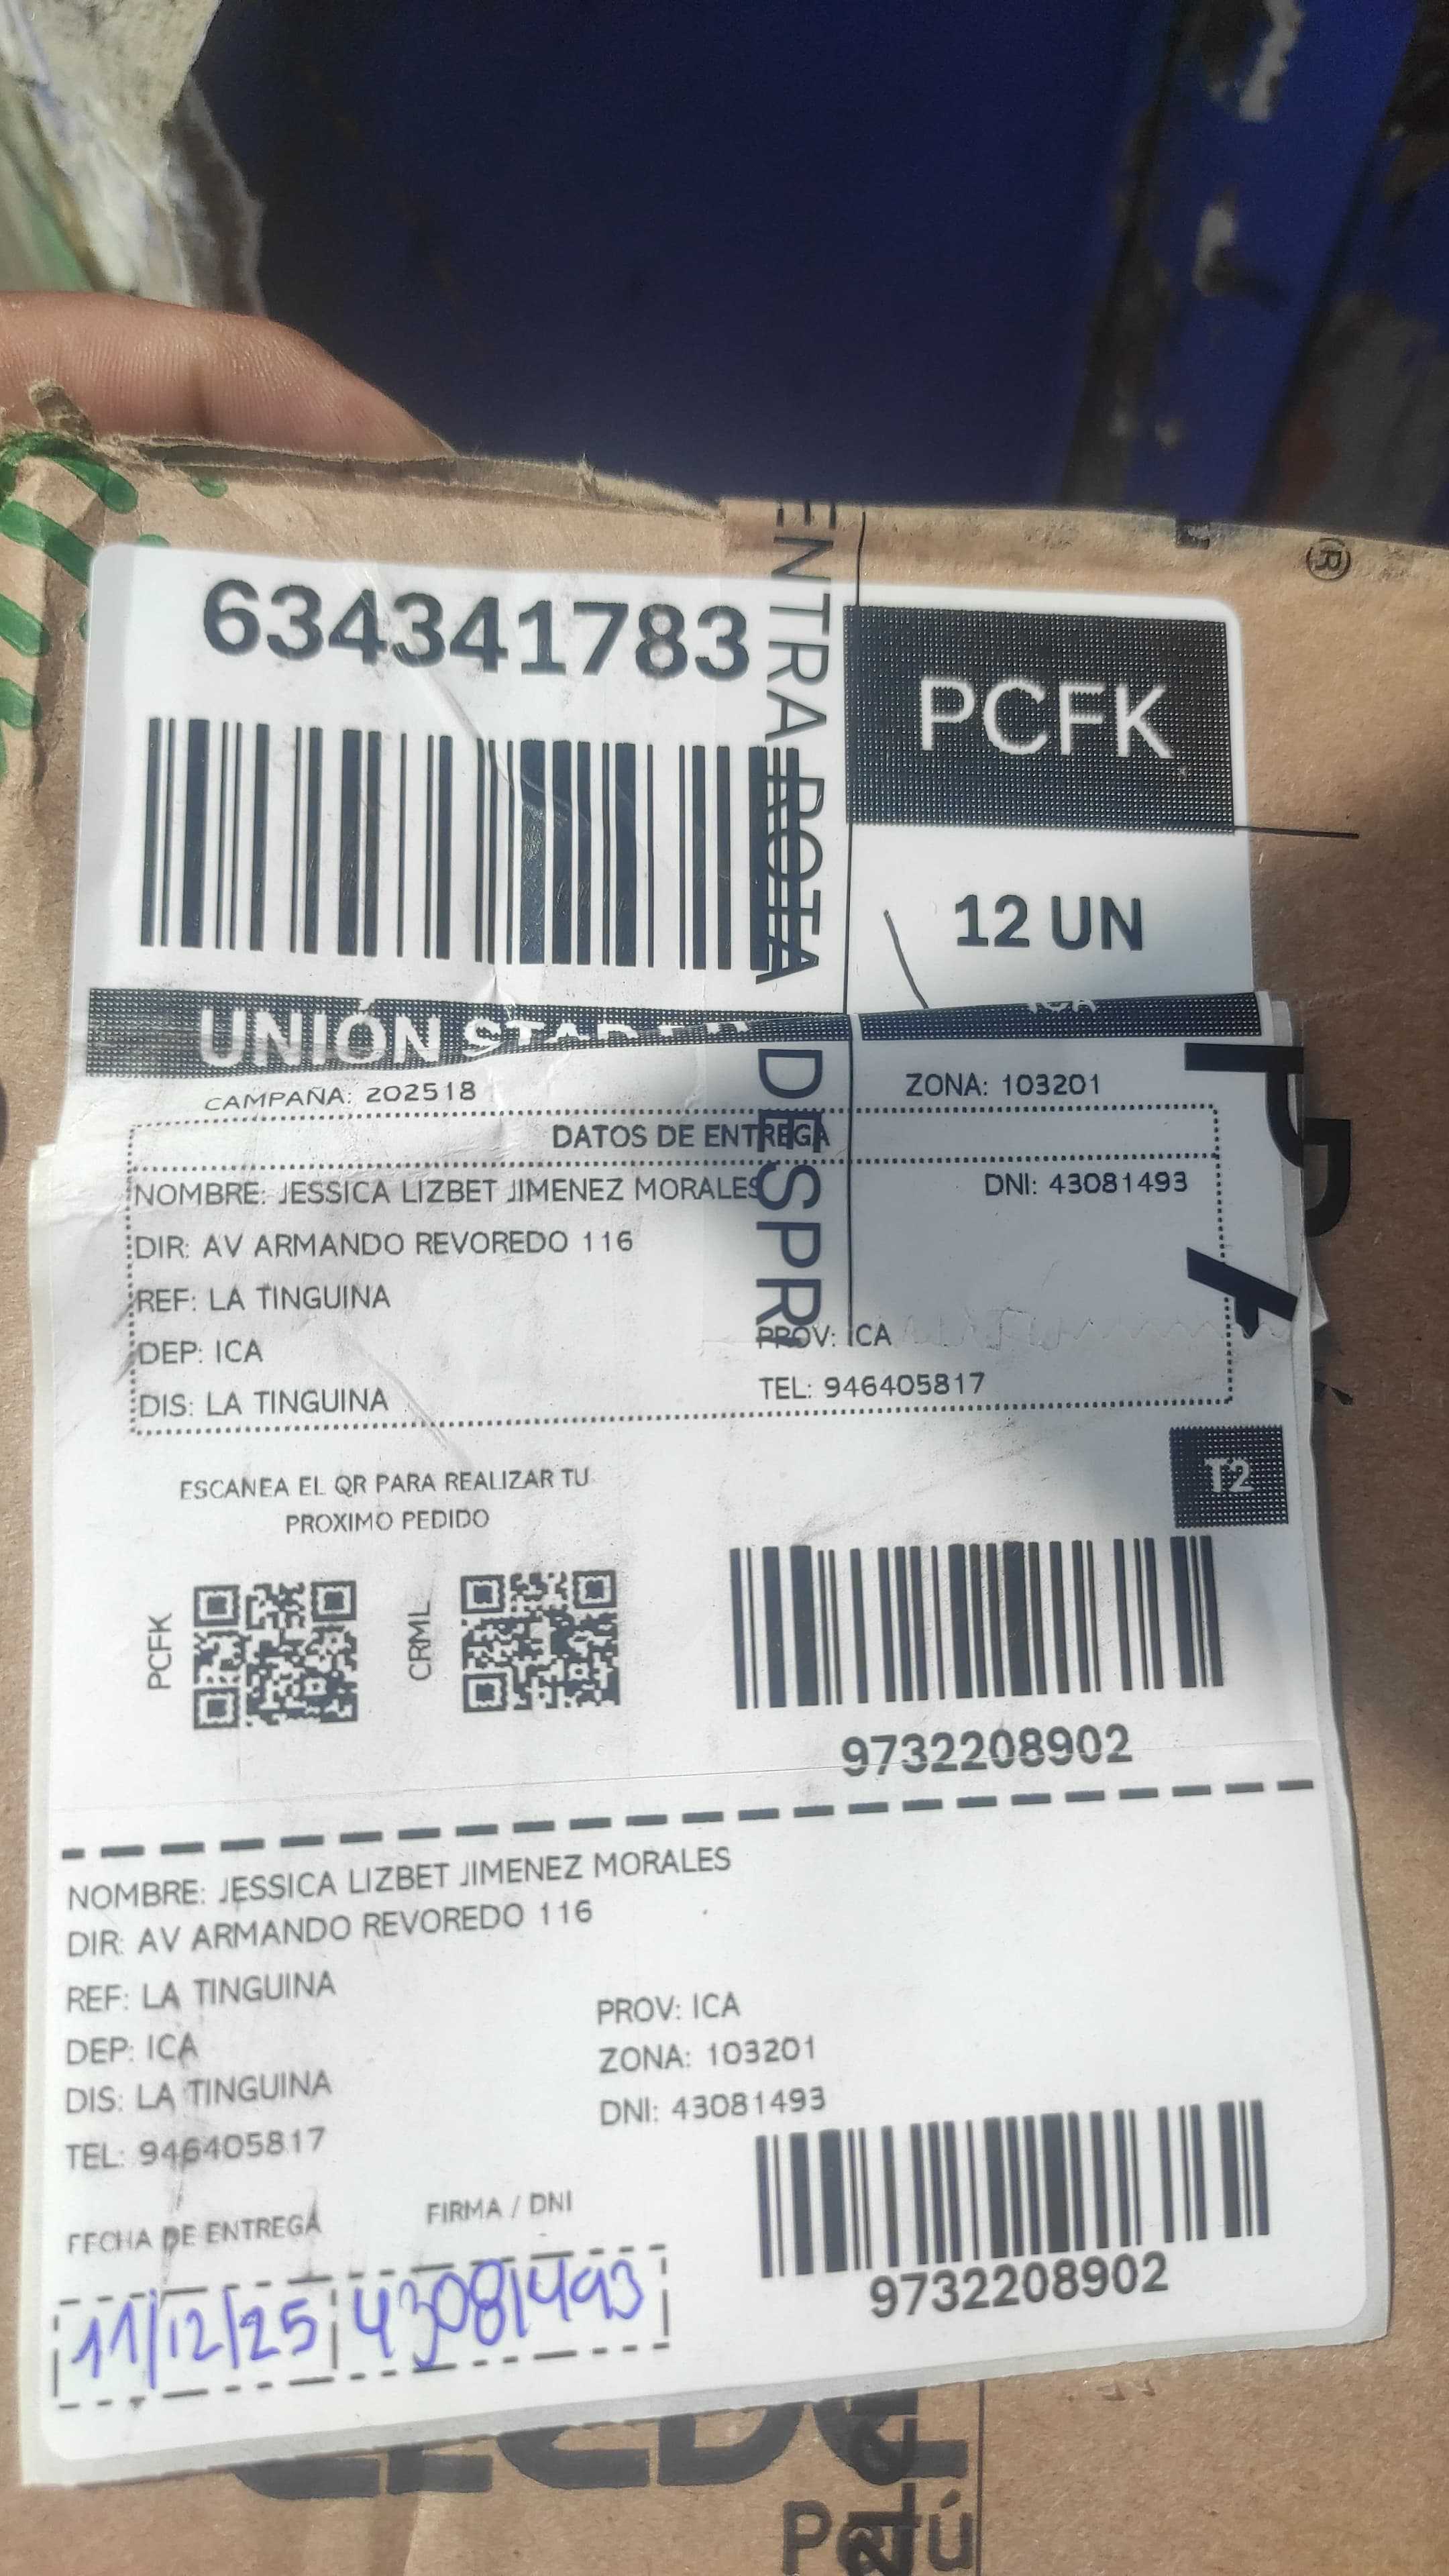 ®
634341783
PCFK
ENTRA ROTA
12 UN
UNIÓN
ICA
CAMPAÑA: 202518
ZONA: 103201
DATOS DE ENTREGA
NOMBRE: JESSICA LIZBET JIMENEZ MORALES
DNI: 43081493
DIR: AV ARMANDO REVOREDO 116
REF: LA TINGUINA
DEP: ICA
PROV: ICA
DIS: LA TINGUINA
TEL: 946405817
ESCANEA EL QR PARA REALIZAR TU
PROXIMO PEDIDO
T2
PCFK
CRML
9732208902
NOMBRE: JESSICA LIZBET JIMENEZ MORALES
DIR: AV ARMANDO REVOREDO 116
REF: LA TINGUINA
PROV: ICA
DEP: ICA
ZONA: 103201
DIS: LA TINGUINA
DNI: 43081493
TEL: 946405817
FECHA DE ENTREGA
FIRMA / DNI
11/12/25
43081493
9732208902
Perú